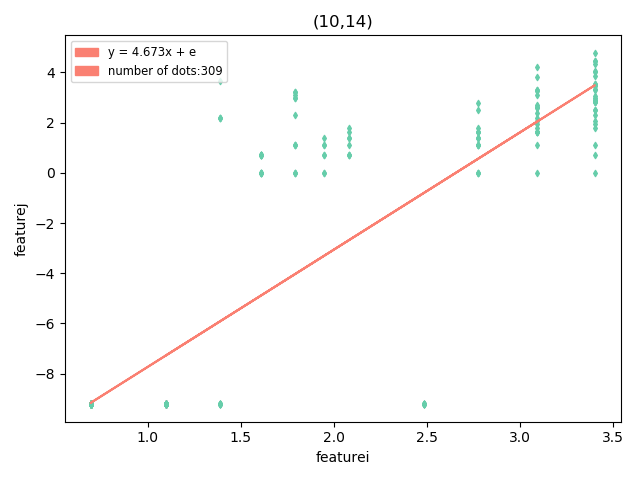 (10,14)
y = 4.673x + e
number of dots:309
4
2
0
−2
−4
−6
−8
featurej
1.0 1.5 2.0 2.5 3.0 3.5
featurei